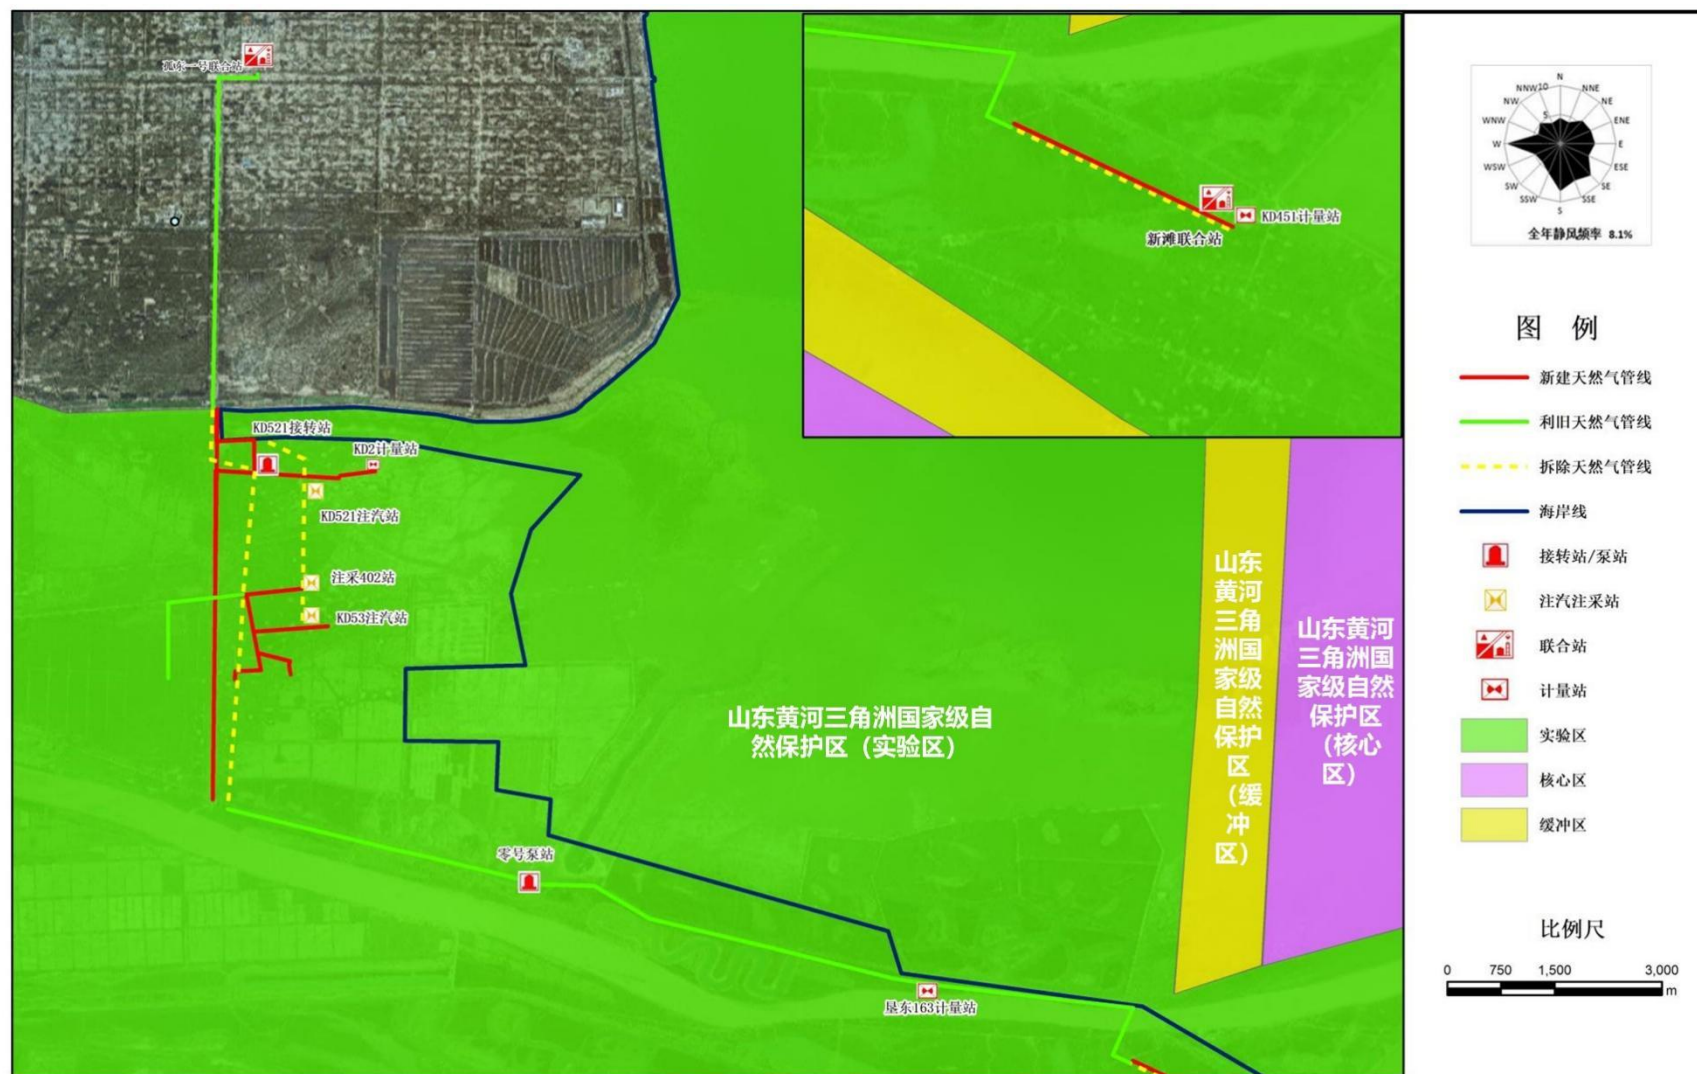 孤东一号联合站
KD451计量站
新滩联合站
KD521接转站
KD2计量站
KD521注汽站
注采402站
KD53注汽站
山东黄河三角洲国家级自
然保护区（实验区）
山东
黄河
三角
洲国
家级
自然
保护
区
（缓
冲
区）
山东黄河
三角洲国
家级自然
保护区
（核心
区）
零号泵站
垦东163计量站
N
NNW
10
NNE
NW
NE
5
WNW
ENE
W
E
WSW
ESE
SW
SE
SSW
SSE
S
全年静风频率 8.1%
图 例
新建天然气管线
利旧天然气管线
拆除天然气管线
海岸线
接转站/泵站
注汽注采站
联合站
计量站
实验区
核心区
缓冲区
比例尺
0 750 1,500 3,000
m